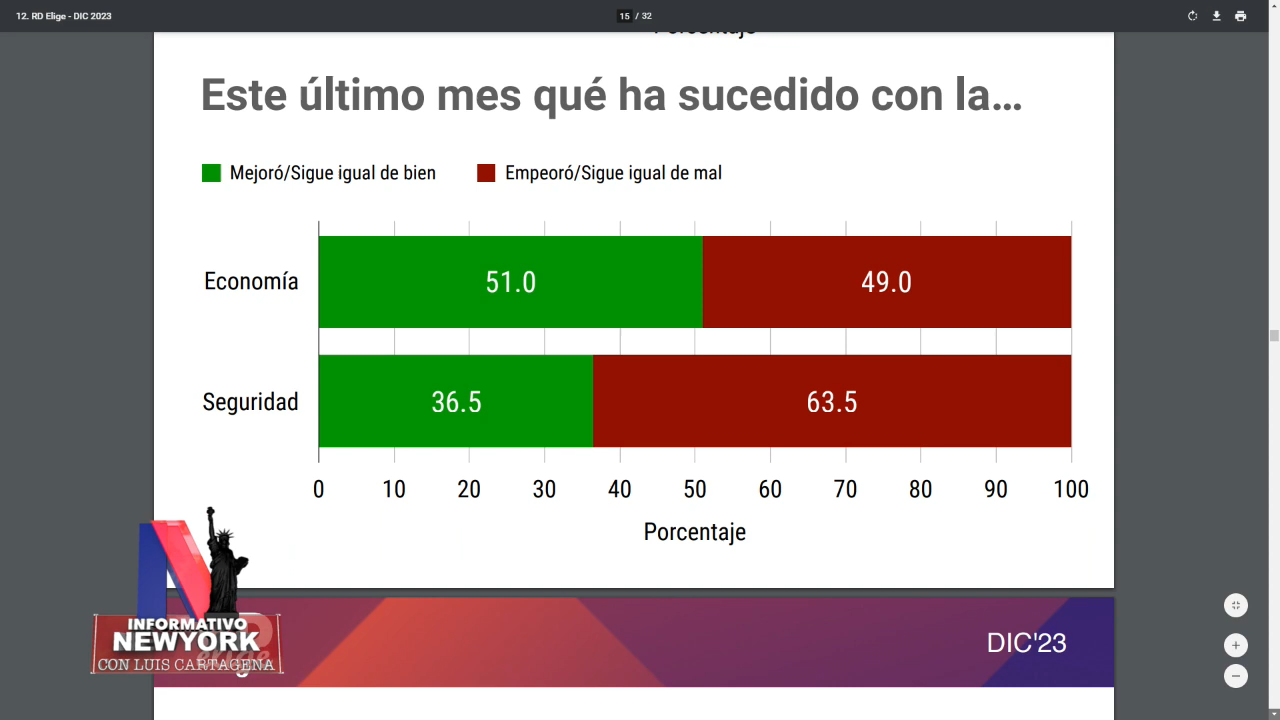 12. RD Elige - DIC 2023
15 / 32
Porcentaje
Este último mes qué ha sucedido con la...
Mejoró/Sigue igual de bien
Empeoró/Sigue igual de mal
Economía
51.0
49.0
Seguridad
36.5
63.5
0 10 20 30 40 50 60 70 80 90 100
Porcentaje
INFORMATIVO
NEWYORK
CON LUIS CARTAGENA
DIC'23